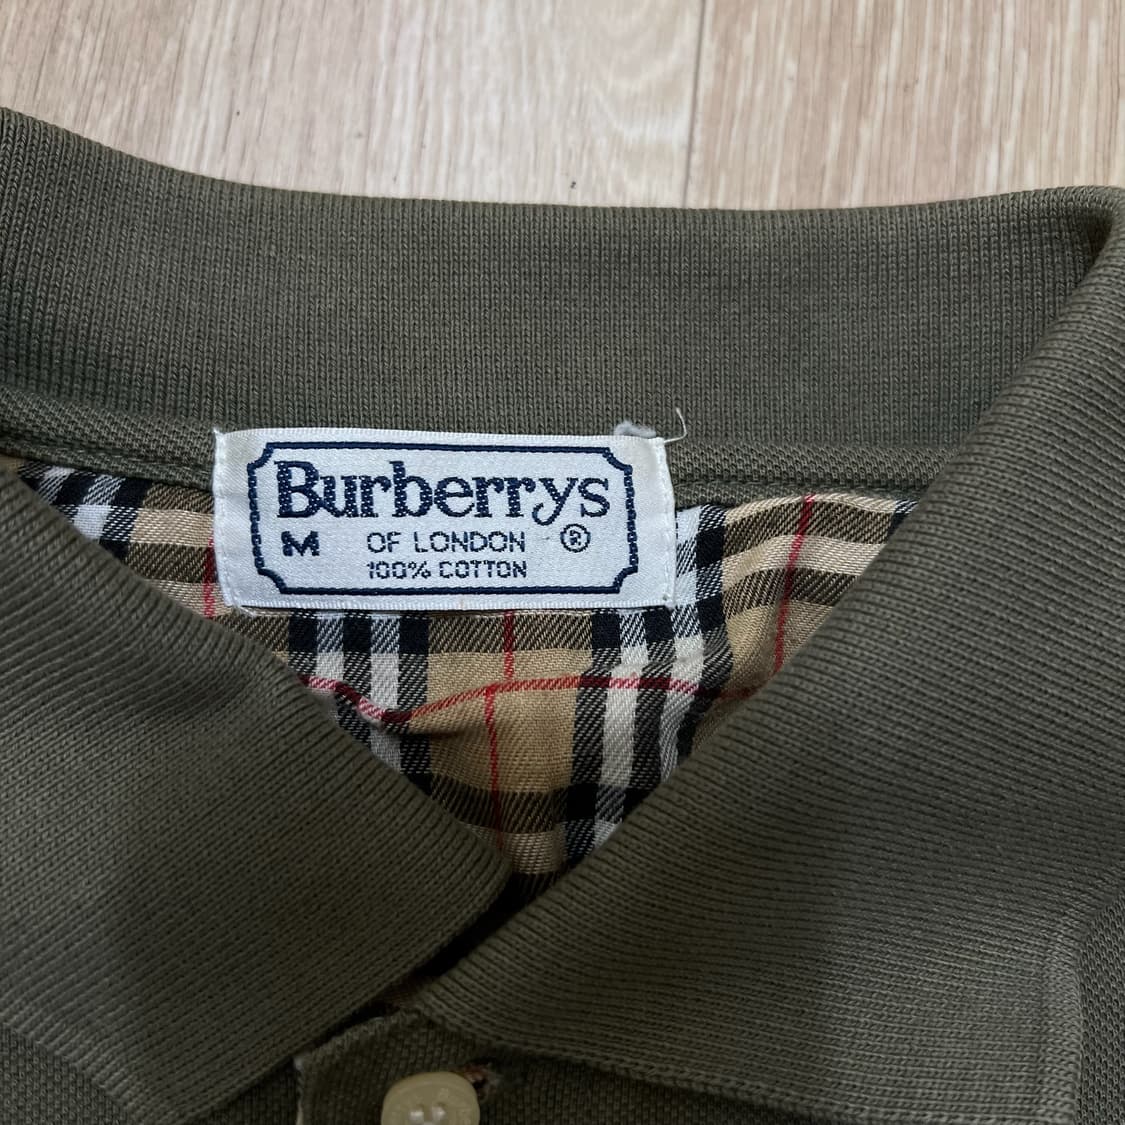 Burberrys
M OF LONDON ®
100% COTTON